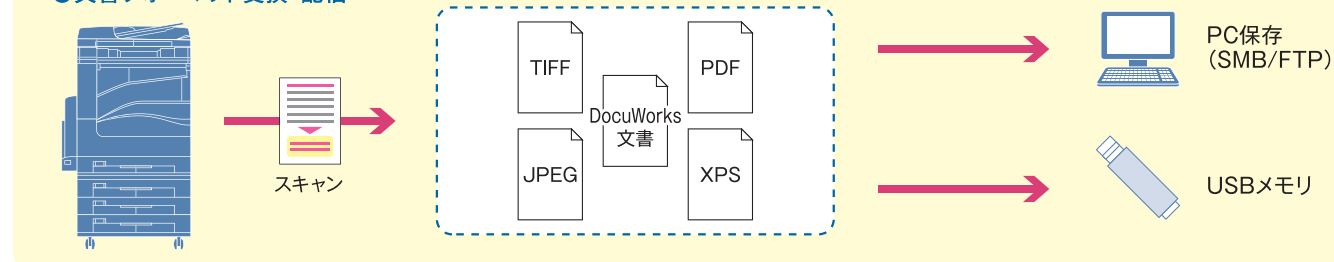 スキャン
TIFF
PDF
DocuWorks
文書
JPEG
XPS
PC保存
(SMB/FTP)
USBメモリ